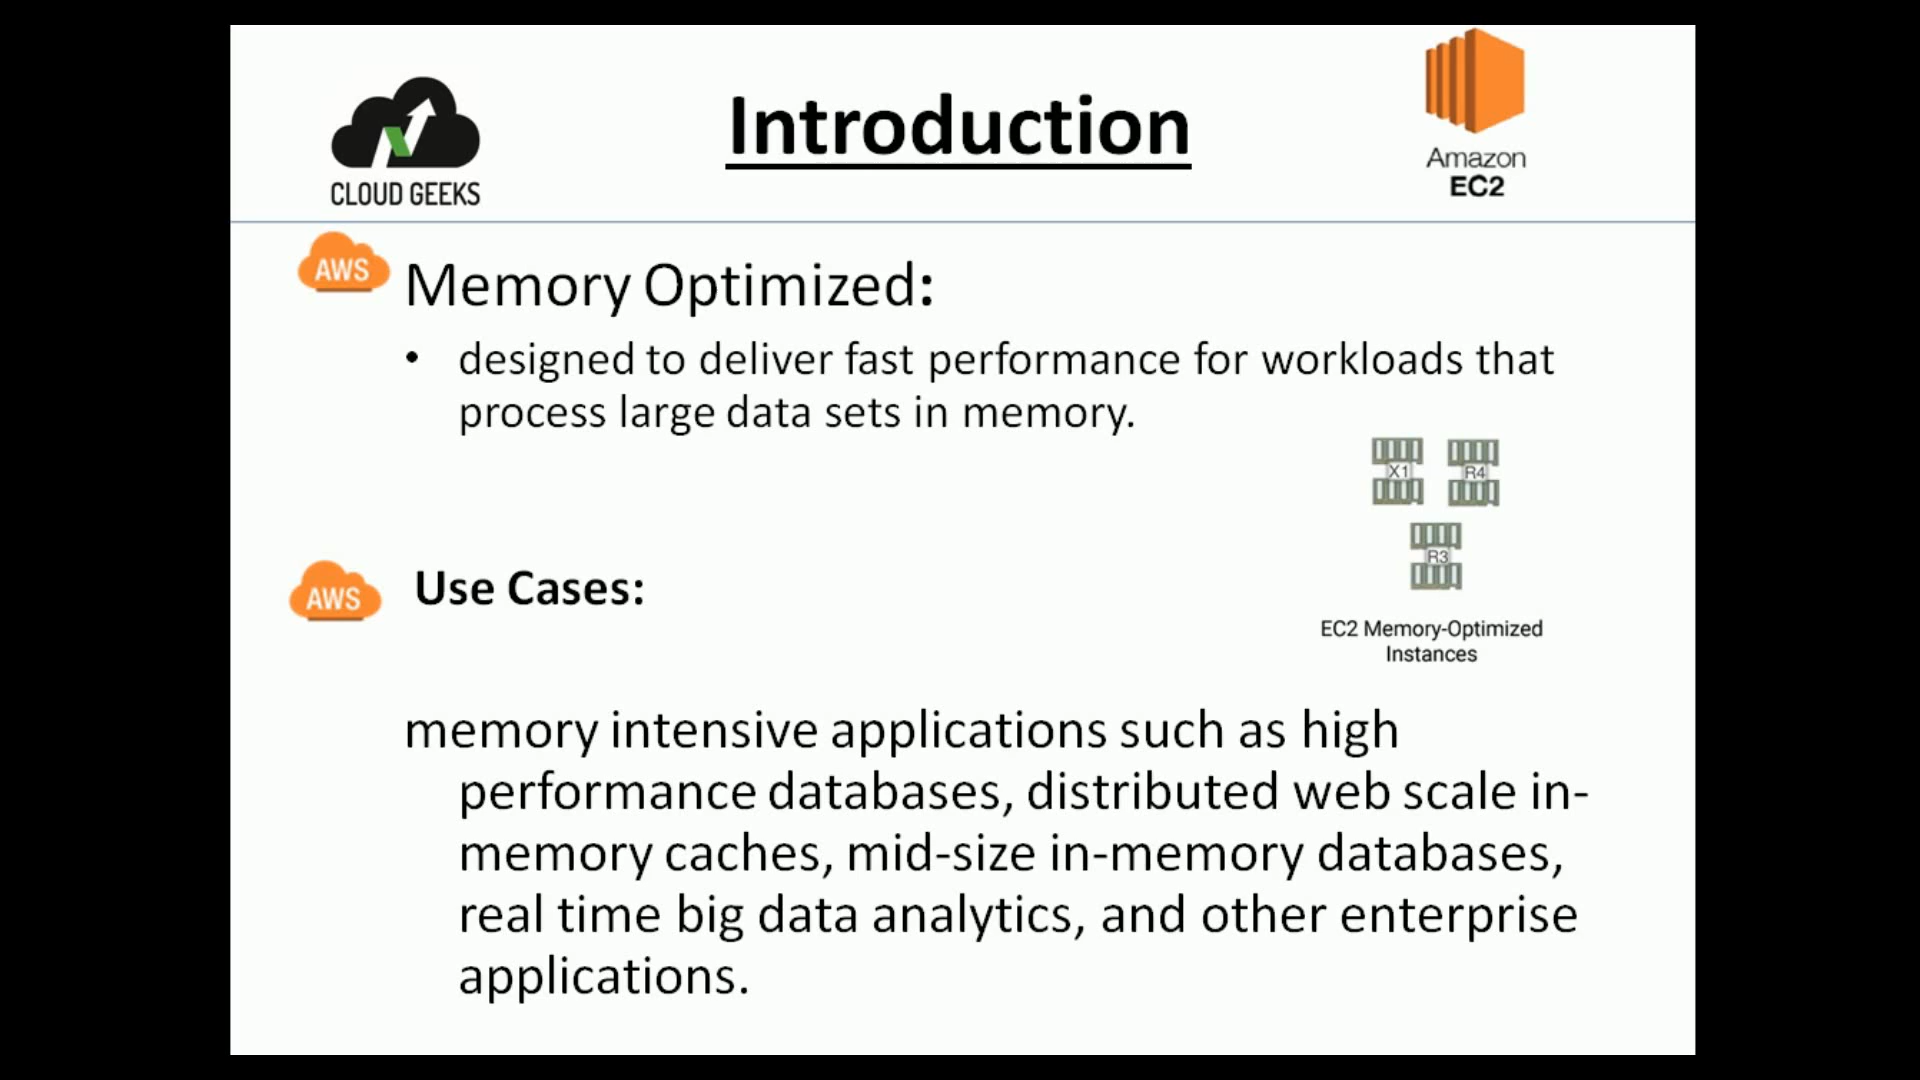 Introduction
CLOUD GEEKS
Amazon
EC2
AWS
Memory Optimized:
• designed to deliver fast performance for workloads that
process large data sets in memory.
X1
R4
R3
EC2 Memory-Optimized
Instances
AWS
Use Cases:
memory intensive applications such as high
performance databases, distributed web scale in-
memory caches, mid-size in-memory databases,
real time big data analytics, and other enterprise
applications.